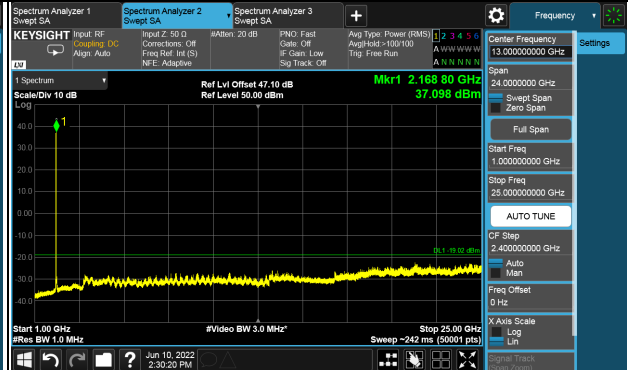 Spectrum Analyzer 1
Swept SA
Spectrum Analyzer 2
Swept SA
Spectrum Analyzer 3
Swept SA
Frequency
KEYSIGHT
Input: RF
Coupling: DC
Align: Auto
Input Z: 50 Ω
Corrections: Off
Freq Ref: Int (S)
NFE: Adaptive
#Atten: 20 dB
PNO: Fast
Gate: Off
IF Gain: Low
Sig Track: Off
Avg Type: Power (RMS)
Avg|Hold:>100/100
Trig: Free Run
1 2 3 4 5 6
A W W W W W
A N N N N N
LXI
1 Spectrum
Scale/Div 10 dB
Log
Ref Lvl Offset 47.10 dB
Ref Level 50.00 dBm
Mkr1 2.168 80 GHz
37.098 dBm
40.0
30.0
20.0
10.0
0.00
-10.0
-20.0
-30.0
-40.0
1
DL1 -19.02 dBm
Start 1.00 GHz
#Res BW 1.0 MHz
#Video BW 3.0 MHz*
Stop 25.00 GHz
Sweep ~242 ms (50001 pts)
Jun 10, 2022
2:30:20 PM
Center Frequency
13.000000000 GHz
Settings
Span
24.0000000 GHz
Swept Span
Zero Span
Full Span
Start Freq
1.000000000 GHz
Stop Freq
25.000000000 GHz
AUTO TUNE
CF Step
2.400000000 GHz
Auto
Man
Freq Offset
0 Hz
X Axis Scale
Log
Lin
Signal Track
(Span Zoom)